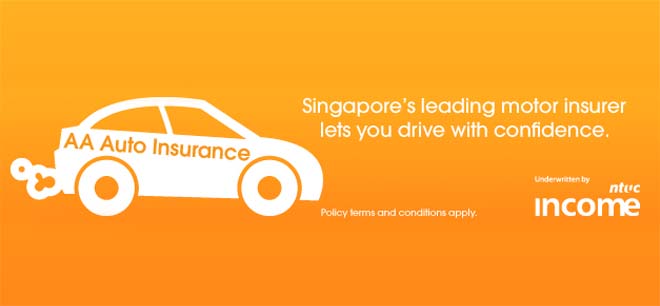 AA Auto Insurance
Singapore's leading motor insurer
lets you drive with confidence.
Policy terms and conditions apply.
Underwritten by
ntuc
income